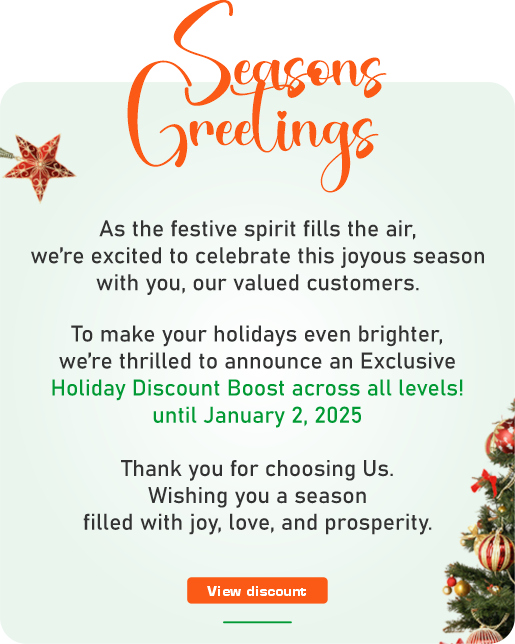 Seasons
Greetings
As the festive spirit fills the air,
we're excited to celebrate this joyous season
with you, our valued customers.
To make your holidays even brighter,
we're thrilled to announce an Exclusive
Holiday Discount Boost across all levels!
until January 2, 2025
Thank you for choosing Us.
Wishing you a season
filled with joy, love, and prosperity.
View discount